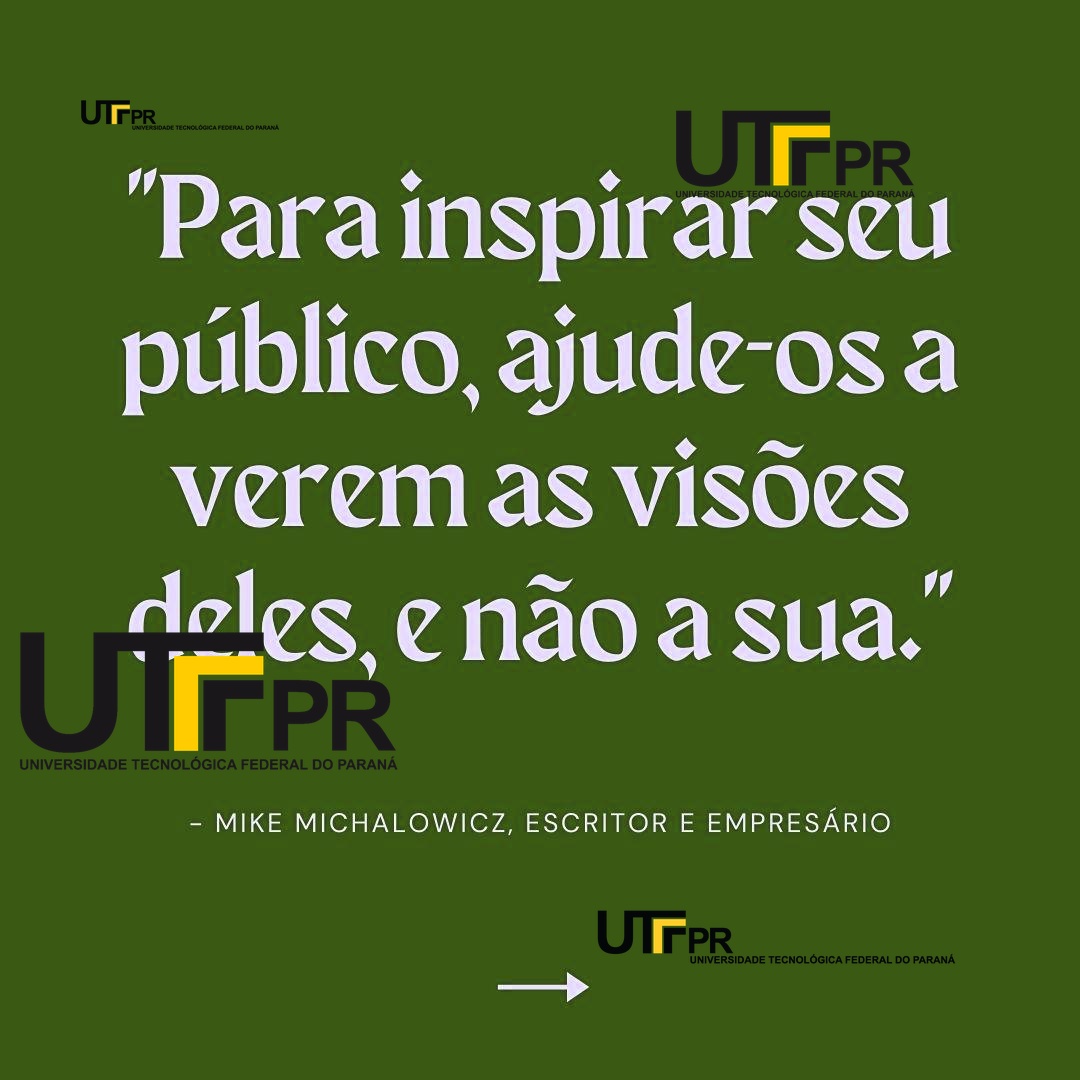 UTFPR
UNIVERSIDADE TECNOLÓGICA FEDERAL DO PARANÁ
UTFPR
UNIVERSIDADE TECNOLÓGICA FEDERAL DO PARANÁ
"Para inspirar seu
público, ajude-os a
verem as visões
deles, e não a sua."
UTFPR
UNIVERSIDADE TECNOLÓGICA FEDERAL DO PARANÁ
– MIKE MICHALOWICZ, ESCRITOR E EMPRESÁRIO
UTFPR
UNIVERSIDADE TECNOLÓGICA FEDERAL DO PARANÁ